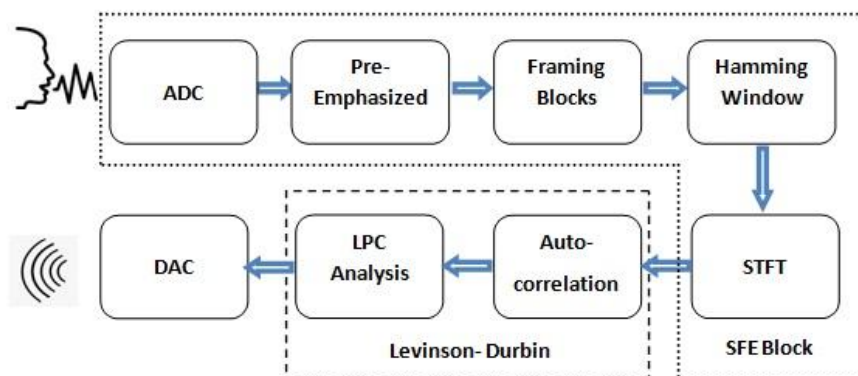 ADC
Pre-
Emphasized
Framing
Blocks
Hamming
Window
STFT
Auto-
correlation
LPC
Analysis
DAC
Levinson- Durbin
SFE Block